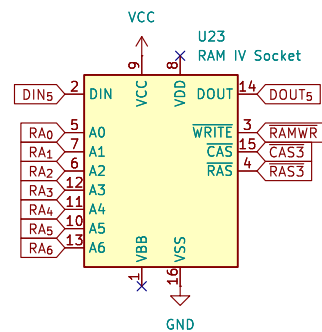 VCC
U23
RAM IV Socket
9 8
DIN5 2 DIN VCC VDD DOUT 14 DOUT5
RA0 5 A0 WRITE 3 RAMWR
RA1 7 A1 CAS 15 CAS3
RA2 6 A2 RAS 4 RAS3
RA3 12 A3
RA4 11 A4
RA5 10 A5
RA6 13 A6
VBB VSS
1 16
GND